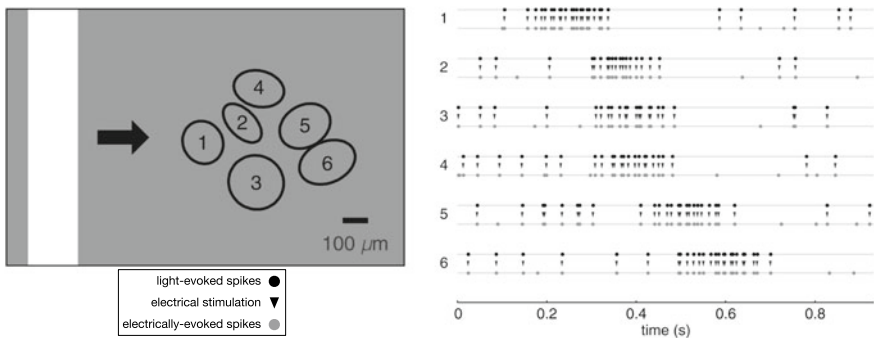 4
2
5
1
6
3
100 μm
light-evoked spikes
electrical stimulation
electrically-evoked spikes
1
2
3
4
5
6
0 0.2 0.4 0.6 0.8
time (s)